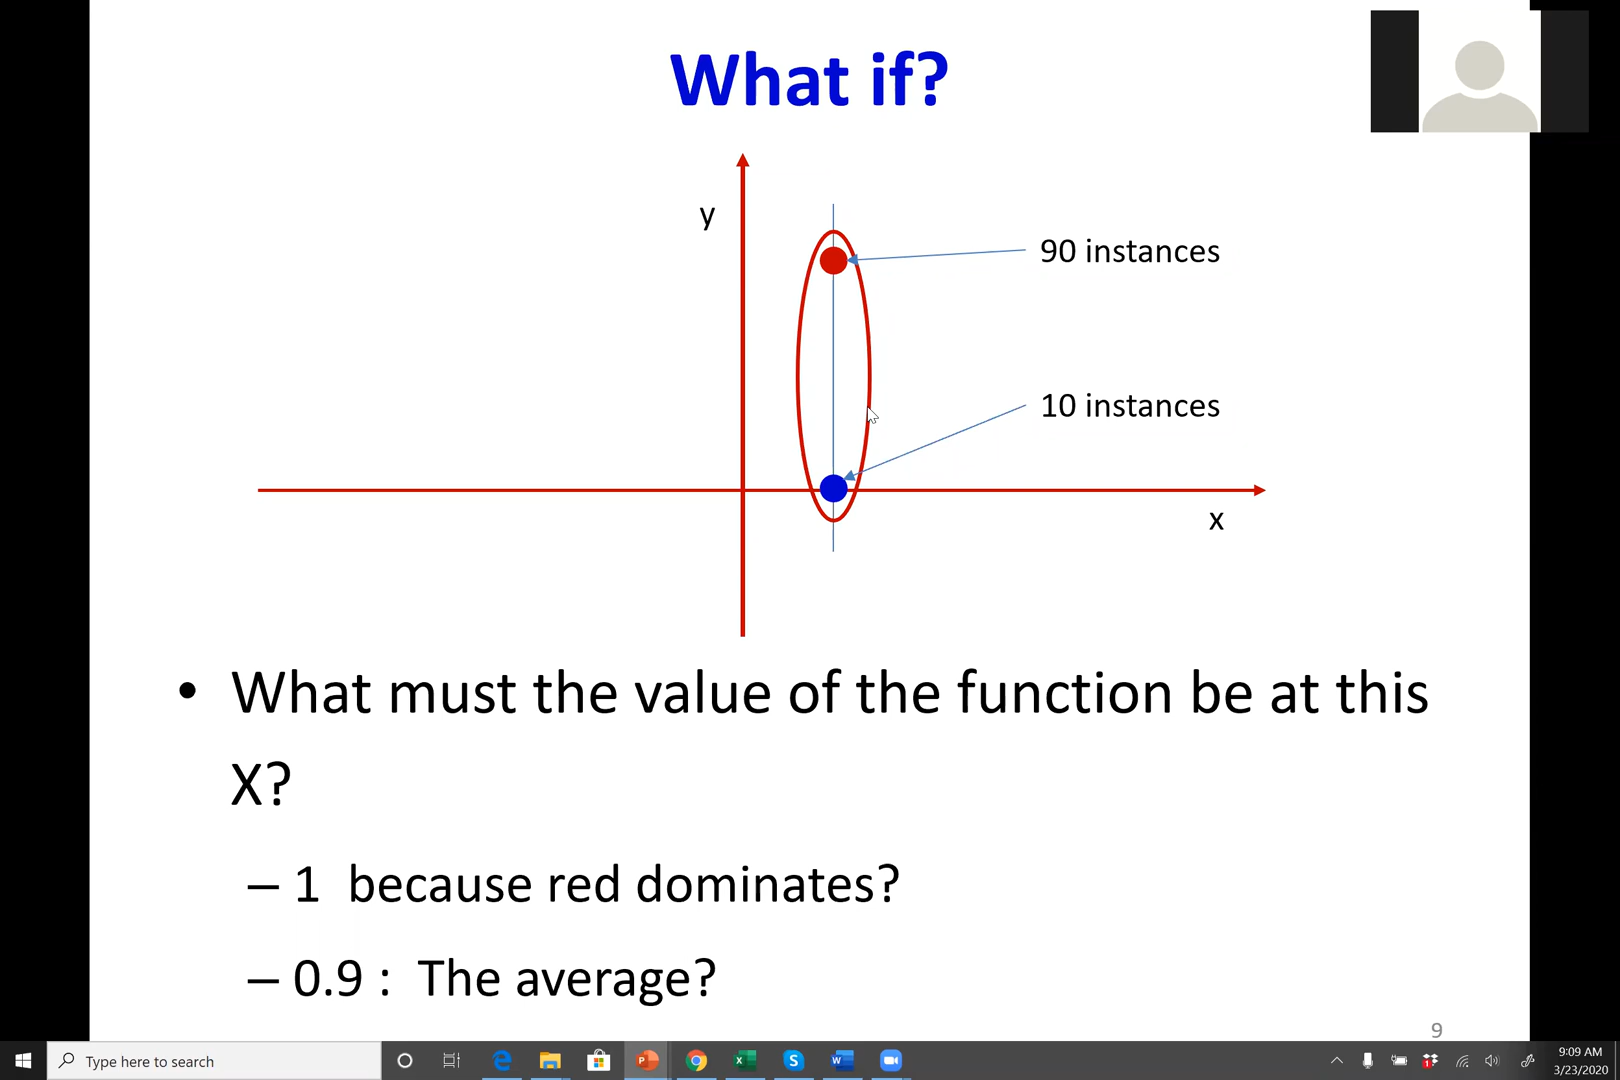 What if?
y
90 instances
10 instances
x
• What must the value of the function be at this
X?
– 1 because red dominates?
– 0.9 : The average?
9
Type here to search
9:09 AM
3/23/2020